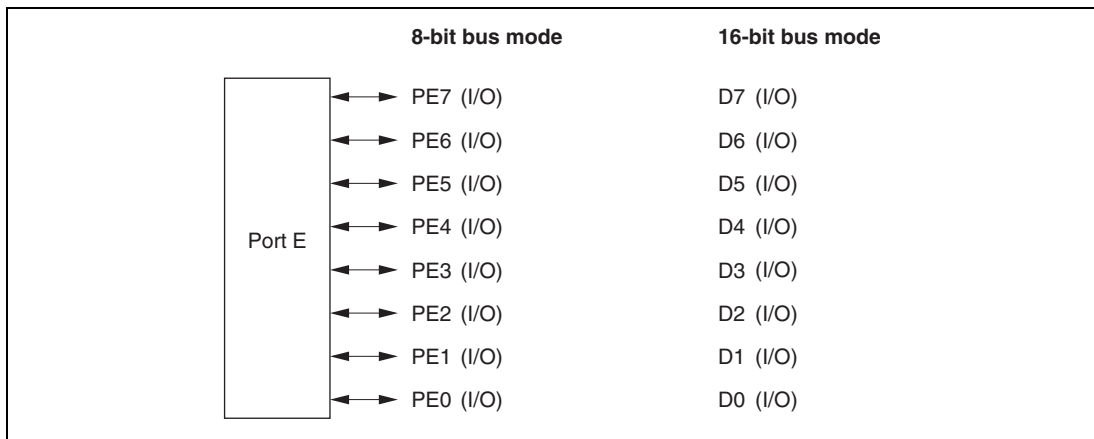 8-bit bus mode 16-bit bus mode
PE7 (I/O) D7 (I/O)
PE6 (I/O) D6 (I/O)
PE5 (I/O) D5 (I/O)
Port E PE4 (I/O) D4 (I/O)
PE3 (I/O) D3 (I/O)
PE2 (I/O) D2 (I/O)
PE1 (I/O) D1 (I/O)
PE0 (I/O) D0 (I/O)